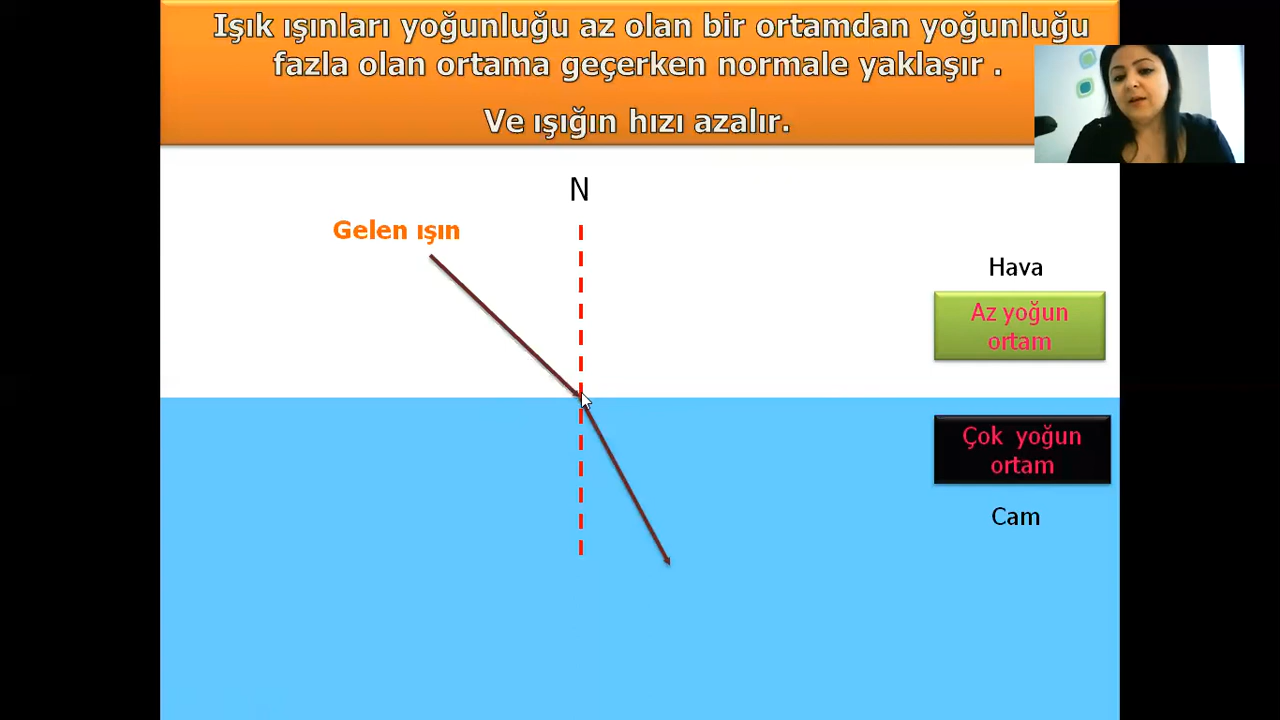 Işık ışınları yoğunluğu az olan bir ortamdan yoğunluğu
fazla olan ortama geçerken normale yaklaşır .
Ve ışığın hızı azalır.
N
Gelen ışın
Hava
Az yoğun
ortam
Çok yoğun
ortam
Cam